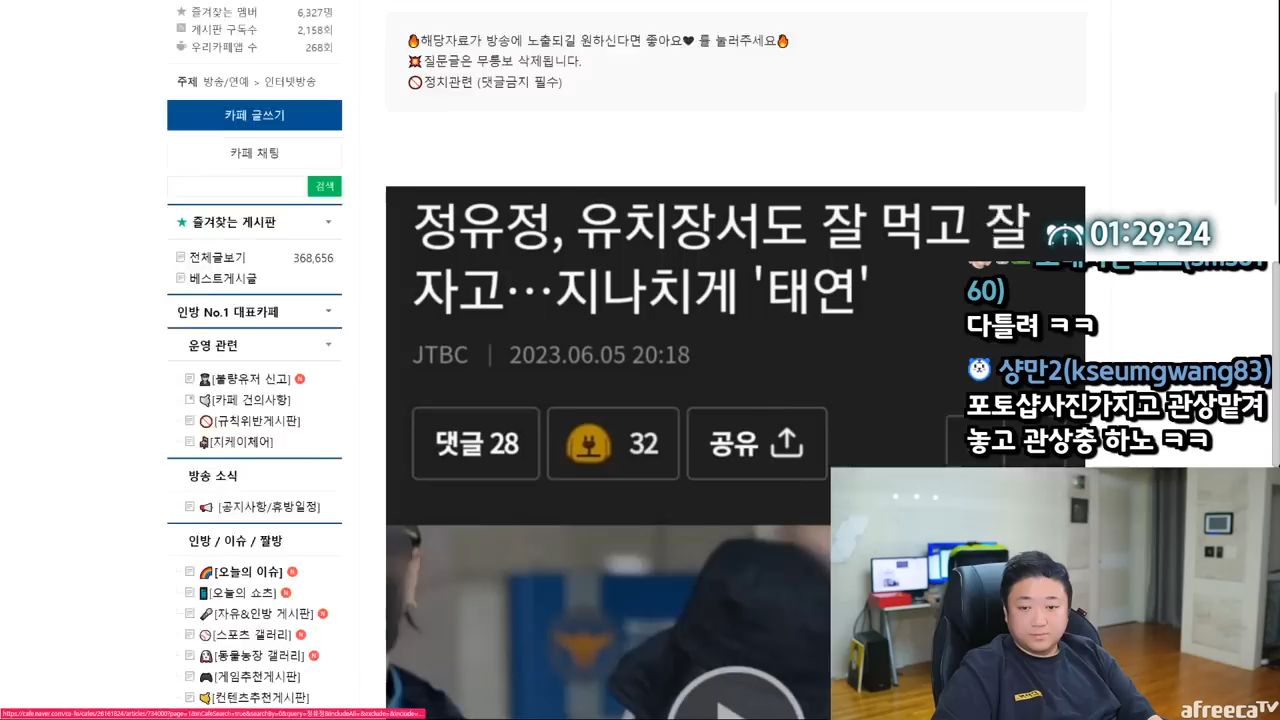 즐겨찾는 멤버 6,327명
게시판 구독수 2,158회
우리카페앱 수 268회
주제 방송/연예 > 인터넷방송
카페 글쓰기
카페 채팅
검색
즐겨찾는 게시판
전체글보기 368,656
베스트게시글
인방 No.1 대표카페
운영 관련
[불량유저 신고] N
[카페 건의사항]
[규칙위반게시판]
[지케이체어]
방송 소식
[공지사항/휴방일정]
인방 / 이슈 / 짤방
[오늘의 이슈] N
[오늘의 쇼츠] N
[자유&인방 게시판] N
[스포츠 갤러리] N
[동물농장 갤러리] N
[게임추천게시판]
[컨텐츠추천게시판]
해당자료가 방송에 노출되길 원하신다면 좋아요 를 눌러주세요
질문글은 무통보 삭제됩니다.
정치관련 (댓글금지 필수)
정유정, 유치장서도 잘 먹고 잘
자고…지나치게 '태연'
JTBC | 2023.06.05 20:18
댓글 28
32
공유
01:29:24
60)
다틀려 ㅋㅋ
샹만2(kseumgwang83)
포토샵사진가지고 관상맡겨
놓고 관상충 하노 ㅋㅋ
afreecaTV